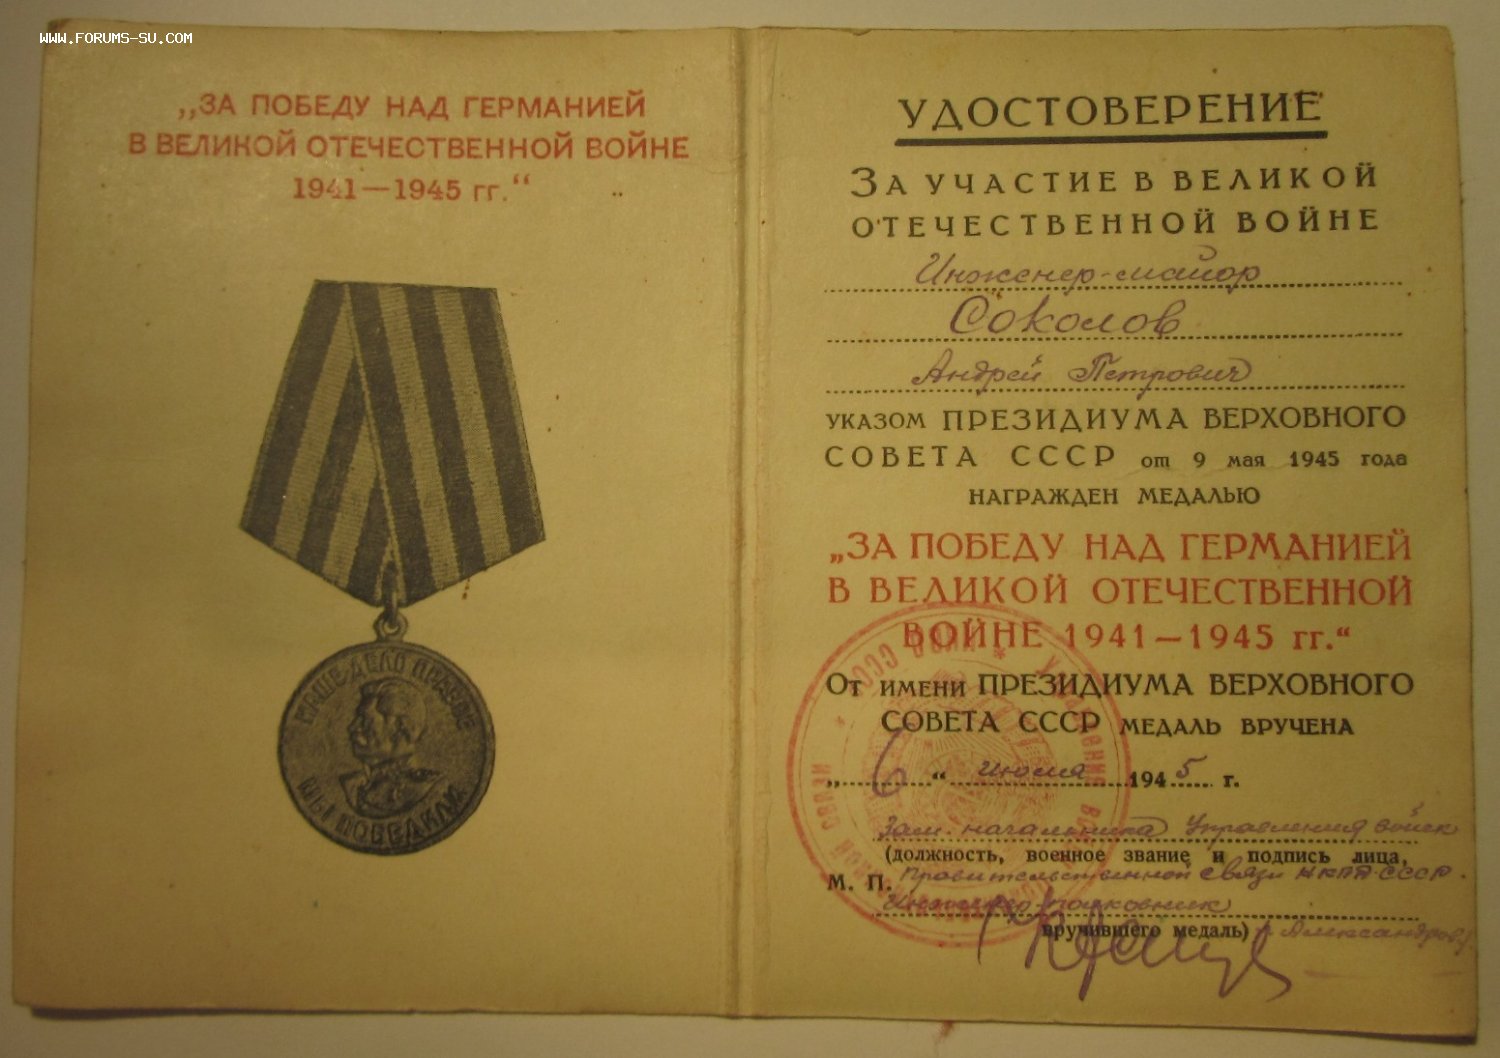 WWW.FORUMS-SU.COM
„ЗА ПОБЕДУ НАД ГЕРМАНИЕЙ
В ВЕЛИКОЙ ОТЕЧЕСТВЕННОЙ ВОЙНЕ
1941—1945 гг.“
НАШЕ ДЕЛО ПРАВОЕ
МЫ ПОБЕДИЛИ
УДОСТОВЕРЕНИЕ
ЗА УЧАСТИЕ В ВЕЛИКОЙ
ОТЕЧЕСТВЕННОЙ ВОЙНЕ
Инженер-майор
Соколов
Андрей Петрович
УКАЗОМ ПРЕЗИДИУМА ВЕРХОВНОГО
СОВЕТА СССР от 9 мая 1945 года
НАГРАЖДЕН МЕДАЛЬЮ
„ЗА ПОБЕДУ НАД ГЕРМАНИЕЙ
В ВЕЛИКОЙ ОТЕЧЕСТВЕННОЙ
ВОЙНЕ 1941—1945 гг.“
ОТ ИМЕНИ ПРЕЗИДИУМА ВЕРХОВНОГО
СОВЕТА СССР МЕДАЛЬ ВРУЧЕНА
„6“ 1945 г.
Зам. начальника Управления войск
(должность, военное звание и подпись лица,
Правительственной связи СССР.
М. П.
Инженер-полковник
вручившего медаль) Александров